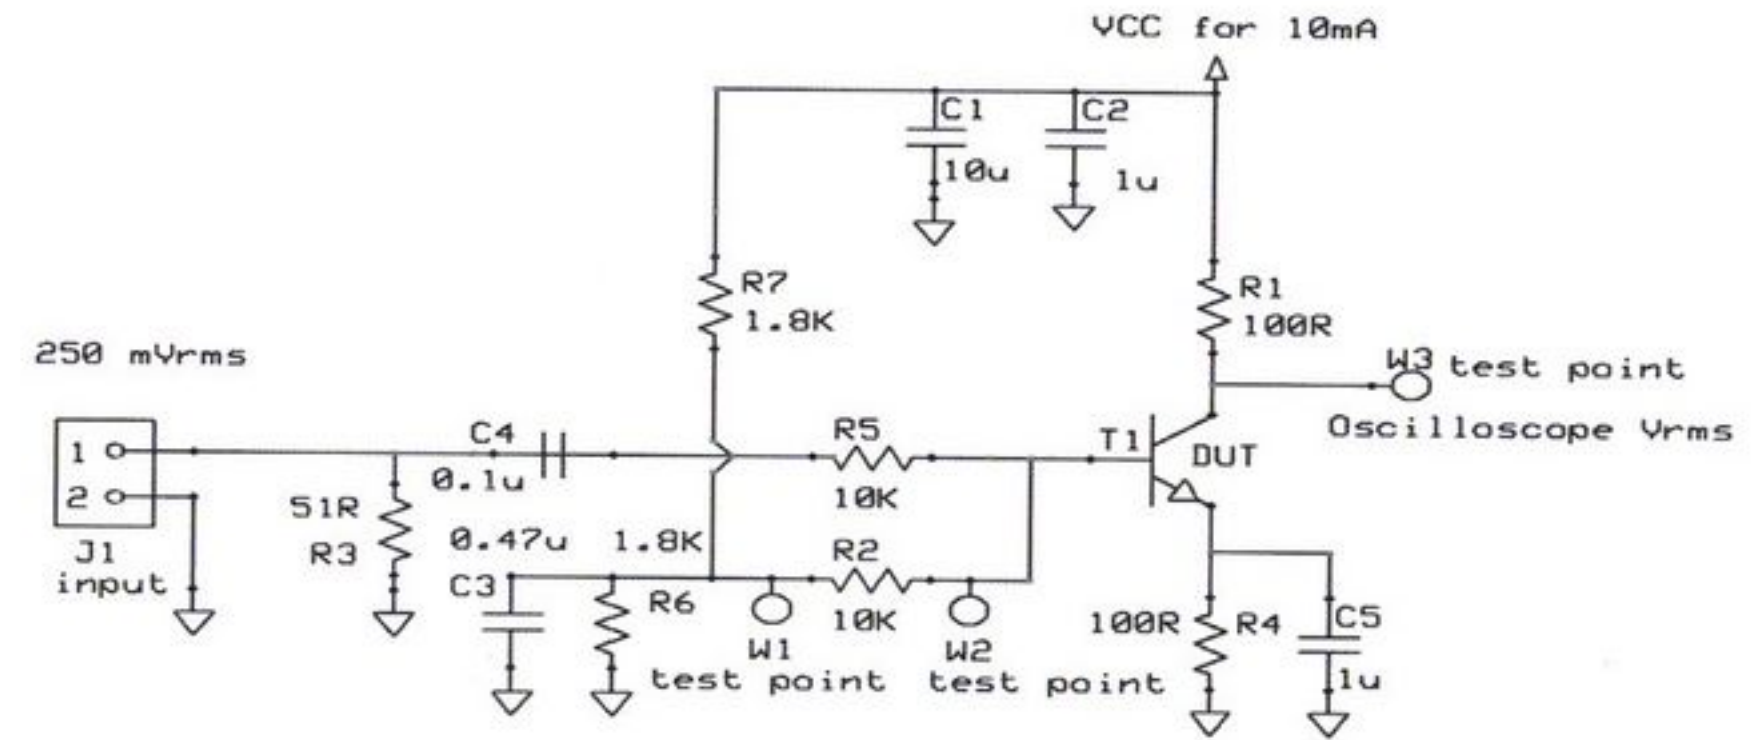 VCC for 10mA
C1
C2
10u
1u
R7
1.8K
R1
100R
250 mVrms
W3 test point
Oscilloscope Vrms
C4
0.1u
R5
10K
T1
DUT
1
2
J1
input
51R
R3
0.47u
1.8K
C3
R6
R2
10K
W1
test point
W2
test point
100R
R4
C5
1u